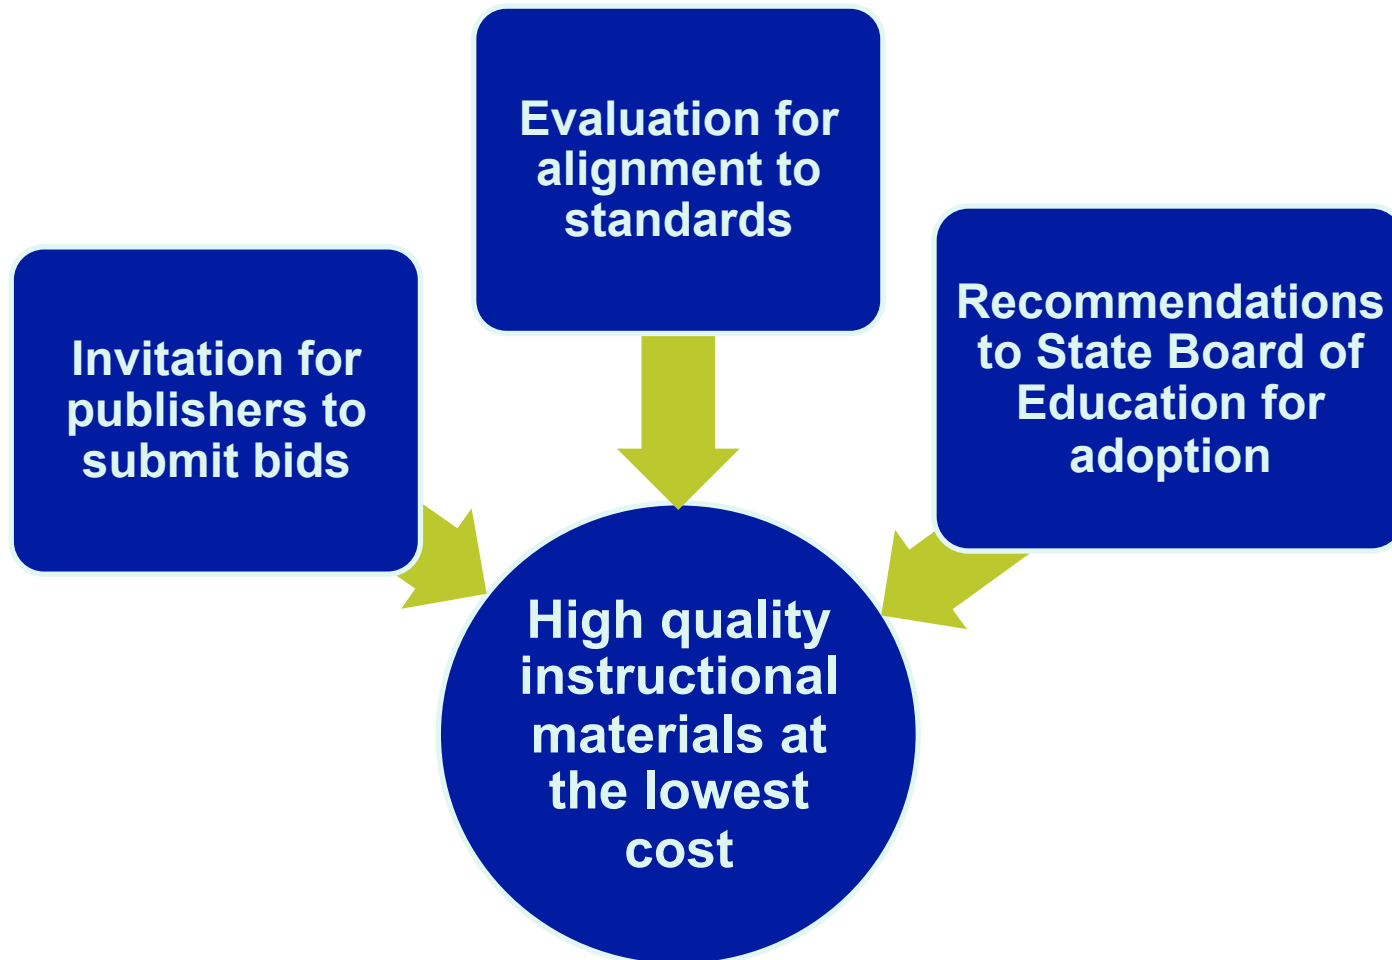 Evaluation for
alignment to
standards
Invitation for
publishers to
submit bids
Recommendations
to State Board of
Education for
adoption
High quality
instructional
materials at
the lowest
cost